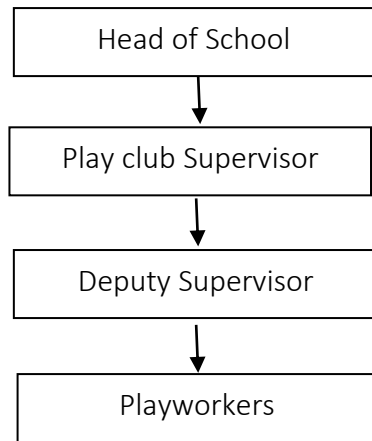 Head of School
Play club Supervisor
Deputy Supervisor
Playworkers